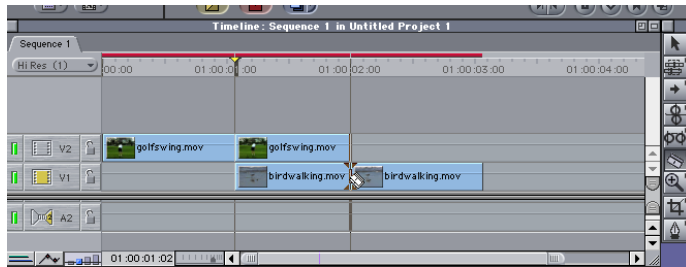 Timeline: Sequence 1 in Untitled Project 1
Sequence 1
Hi Res (1)
00:00 01:00:01:00 01:00:02:00 01:00:03:00 01:00:04:00
V2 golfswing.mov golfswing.mov
V1 birdwalking.mov birdwalking.mov
A2
01:00:01:02